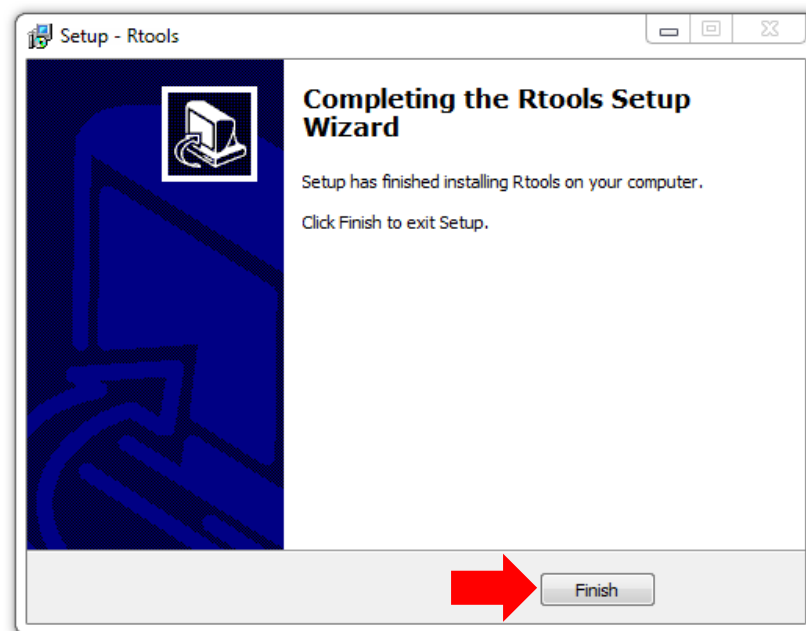 Setup - Rtools
Completing the Rtools Setup
Wizard
Setup has finished installing Rtools on your computer.
Click Finish to exit Setup.
Finish